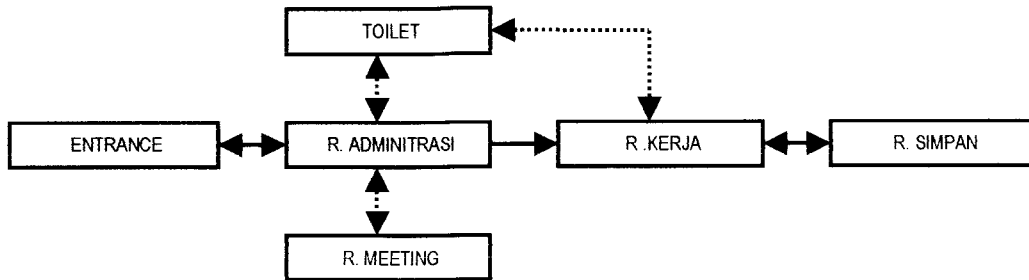 TOILET
ENTRANCE
R. ADMINITRASI
R .KERJA
R. SIMPAN
R. MEETING